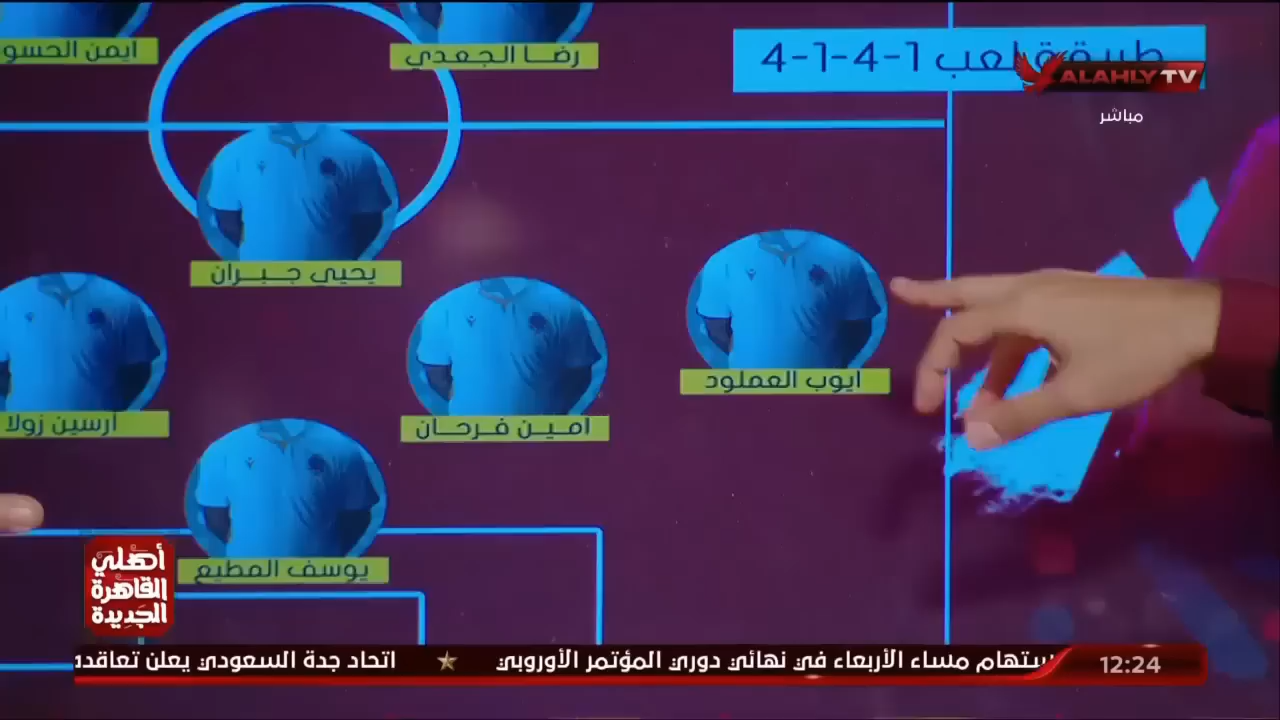 ايمن الحسو
رضا الجعدي
طريقة لعب 1-4-1-4
ALAHLY TV
مباشر
يحيي جبران
ايوب العملود
ارسين زولا
امين فرحان
يوسف المطيع
أهلي
القاهرة
الجديدة
ستهام مساء الأربعاء في نهائي دوري المؤتمر الأوروبي ★ اتحاد جدة السعودي يعلن تعاقده
12:24